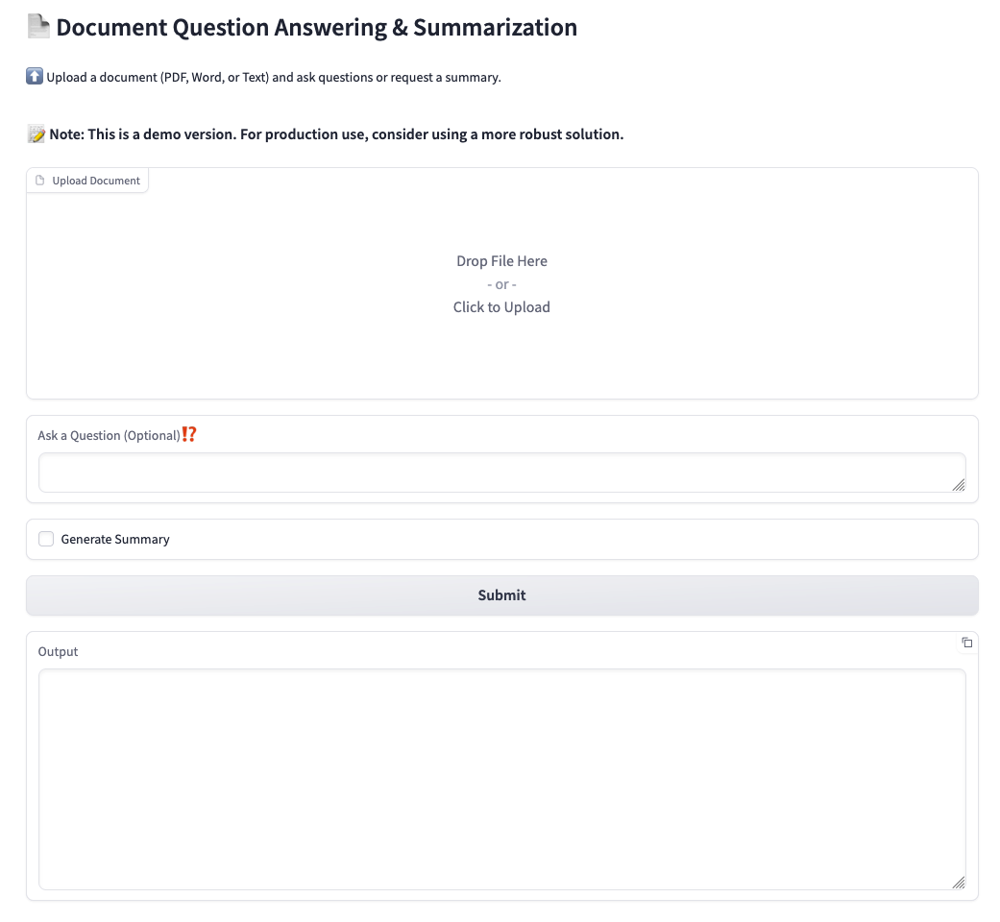 📄 Document Question Answering & Summarization
⬆️ Upload a document (PDF, Word, or Text) and ask questions or request a summary.
📝 Note: This is a demo version. For production use, consider using a more robust solution.
Upload Document
Drop File Here
- or -
Click to Upload
Ask a Question (Optional)⁉️
Generate Summary
Submit
Output